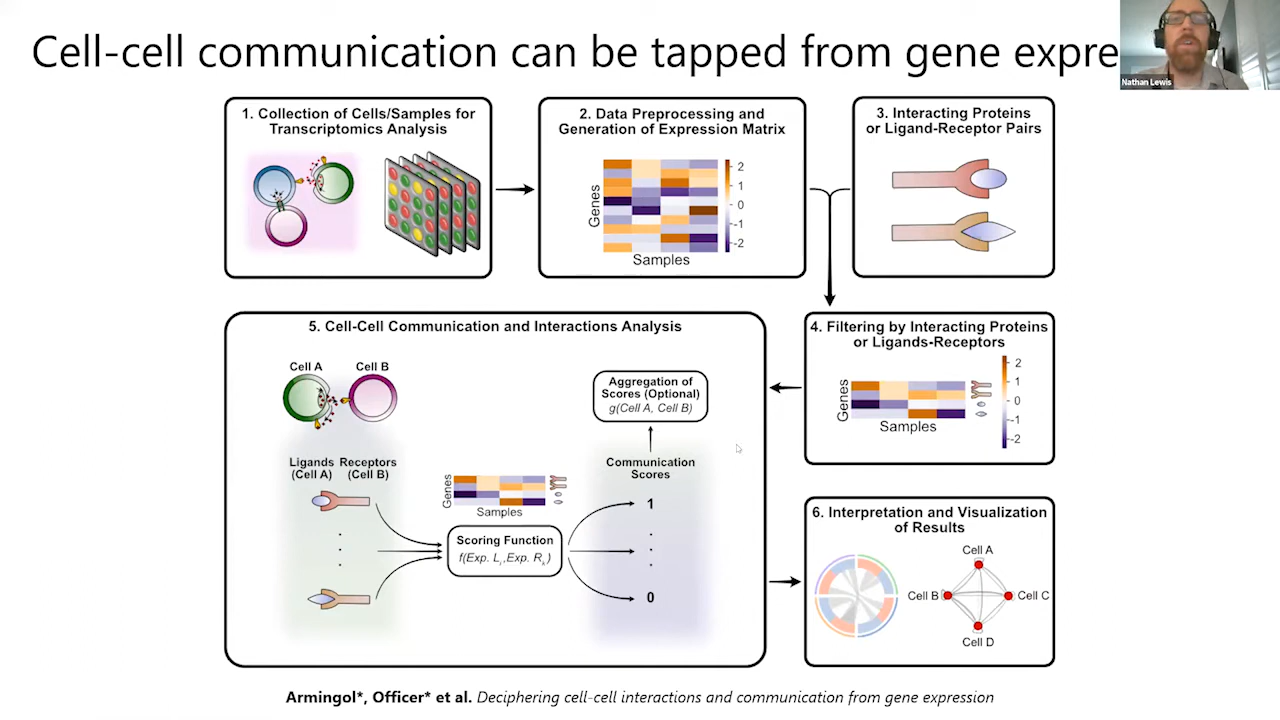 Cell-cell communication can be tapped from gene expre
Nathan Lewis
1. Collection of Cells/Samples for
Transcriptomics Analysis
2. Data Preprocessing and
Generation of Expression Matrix
Genes
Samples
2
1
0
-1
-2
3. Interacting Proteins
or Ligand-Receptor Pairs
4. Filtering by Interacting Proteins
or Ligands-Receptors
Genes
Samples
2
1
0
-1
-2
5. Cell-Cell Communication and Interactions Analysis
Cell A
Cell B
Ligands Receptors
(Cell A) (Cell B)
Genes
Samples
Scoring Function
f(Exp. Li,Exp. Rk)
Aggregation of
Scores (Optional)
g(Cell A, Cell B)
Communication
Scores
1
0
6. Interpretation and Visualization
of Results
Cell A
Cell B
Cell C
Cell D
Armingol*, Officer* et al. Deciphering cell-cell interactions and communication from gene expression